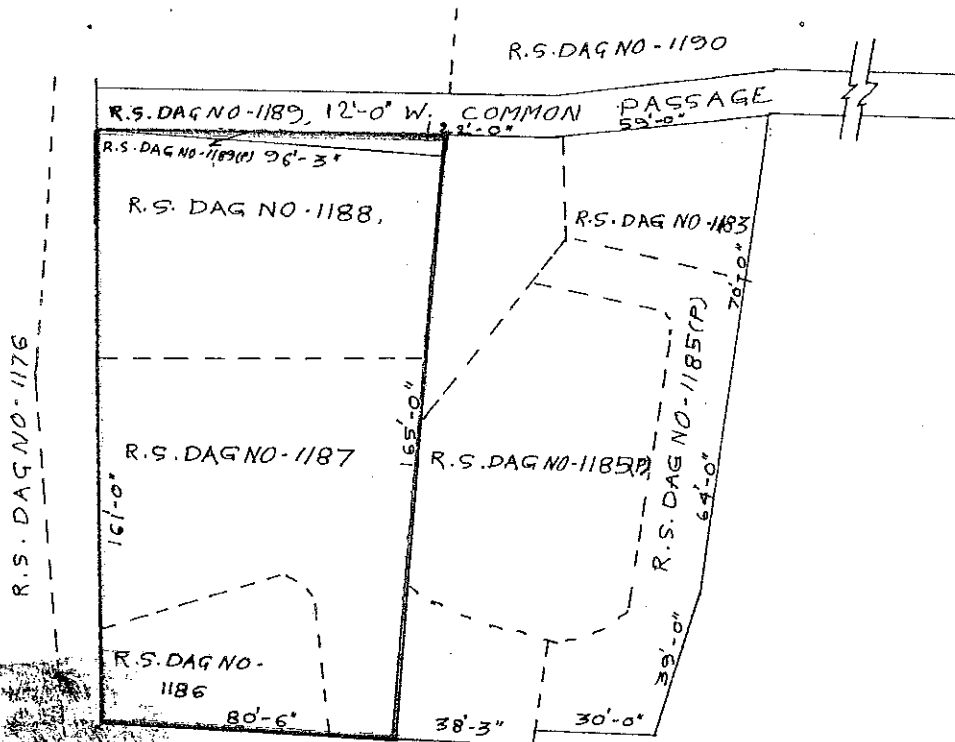 R.S.DAG NO-1190
R.S.DAG NO-1189, 12'-0" W. COMMON PASSAGE
59'-0"
R.S.DAG NO-1189(P) 96'-3"
R.S. DAG NO-1188,
R.S.DAG NO-1183
70'-0"
R.S. DAG NO-1176
R.S. DAG NO-1185(P)
R.S.DAG NO-1187
165'-0"
R.S.DAG NO-1185(P)
161'-0"
64'-0"
39'-0"
R.S.DAG NO-
1186
80'-6"
38'-3"
30'-0"